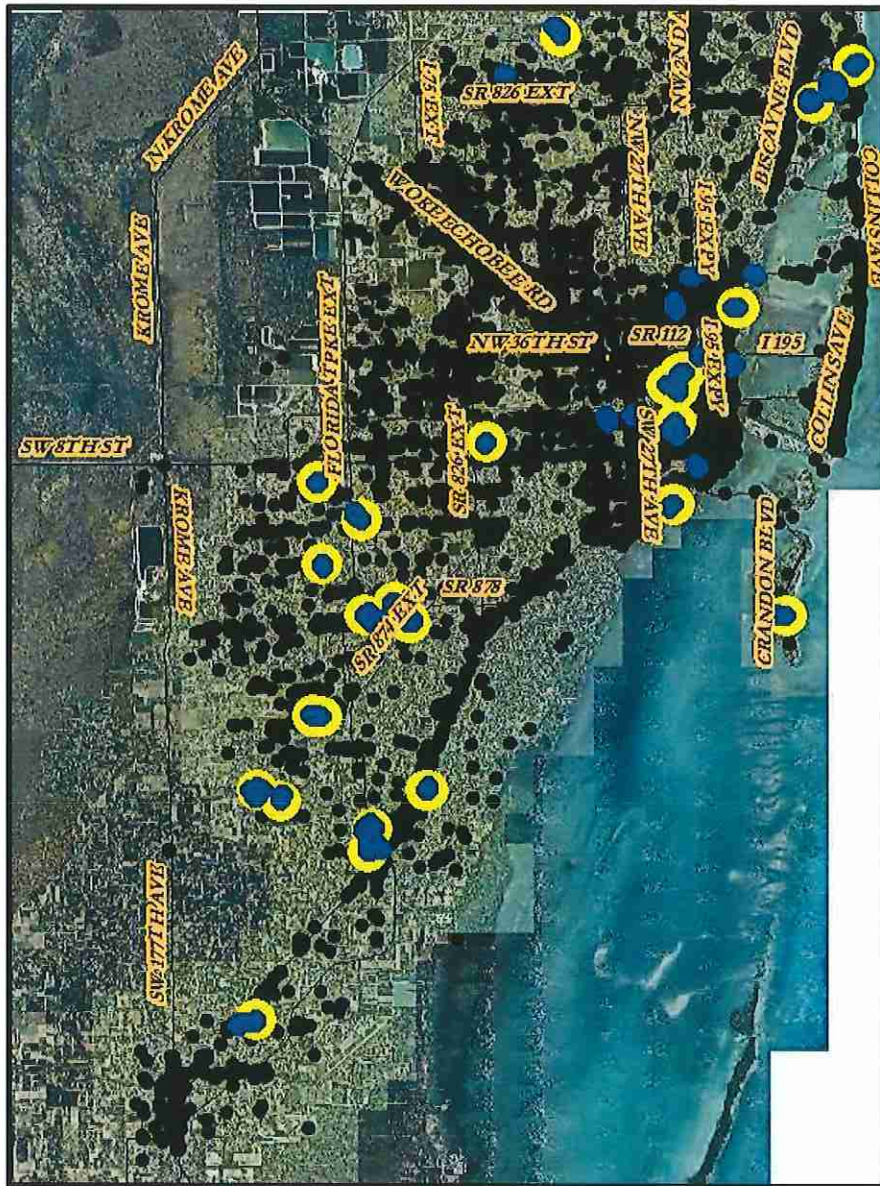 N KROME AVE
I 75 EXT
SR 826 EXT
NW 2ND A
BISCAYNE BLVD
COLLINS AVE
KROME AVE
W OKEECHOBEE RD
NW 27TH AVE
I 95 EXPY
FLORIDA TPKE EXT
NW 36TH ST
SR 112
I 95 EXPY
I 195
COLLINS AVE
SW 8TH ST
SR 826 EXT
SW 27TH AVE
KROME AVE
SR 874 EXT
SR 878
CRANDON BLVD
SW 177TH AVE